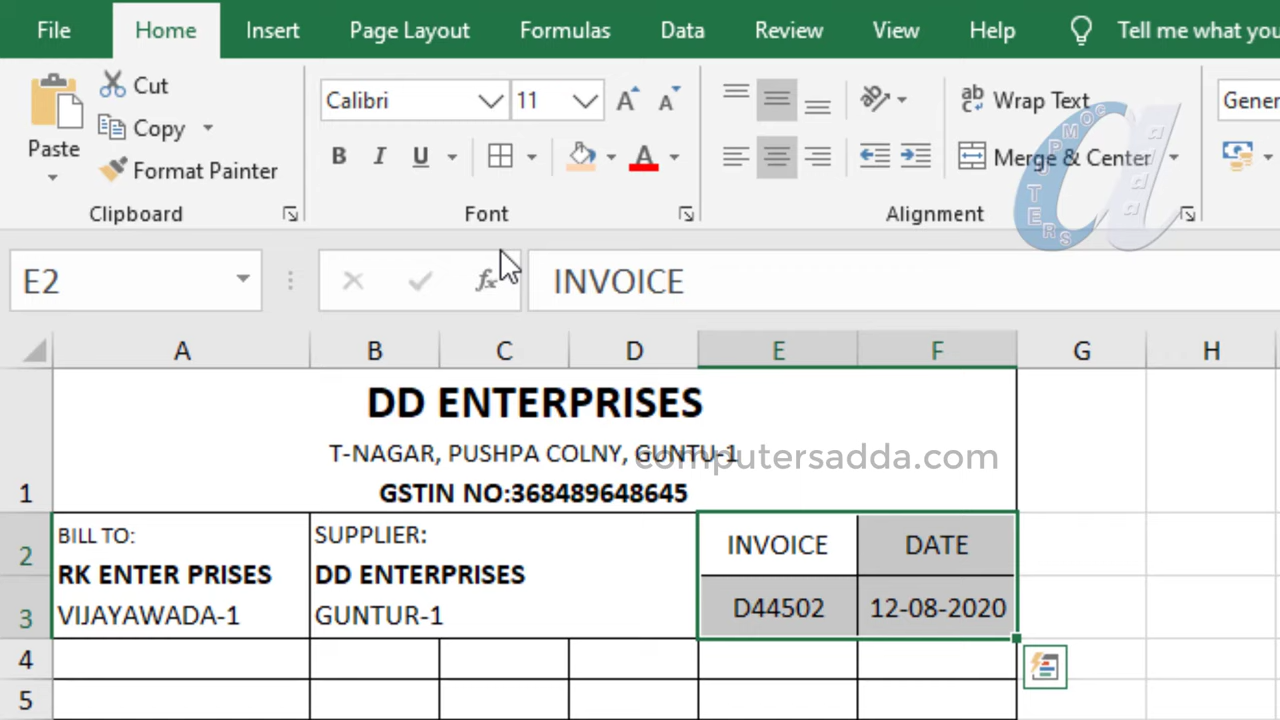 File Home Insert Page Layout Formulas Data Review View Help Tell me what you
Cut
Copy
Paste
Format Painter
Clipboard
Calibri 11
B I U A
Font
ab Wrap Text
Merge & Center
Alignment
Gener
COMPUTERS
adda
E2 fx INVOICE
A B C D E F G H
1
DD ENTERPRISES
T-NAGAR, PUSHPA COLNY, GUNTU-1
GSTIN NO:368489648645
computersadda.com
2 BILL TO: SUPPLIER: INVOICE DATE
RK ENTER PRISES DD ENTERPRISES
3 VIJAYAWADA-1 GUNTUR-1 D44502 12-08-2020
4
5